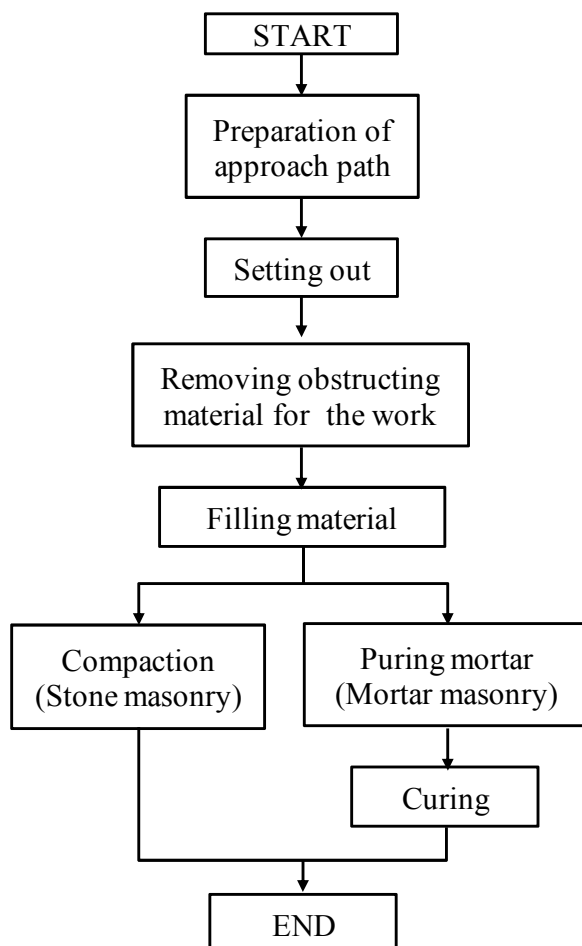 START
Preparation of
approach path
Setting out
Removing obstructing
material for the work
Filling material
Compaction
(Stone masonry)
Puring mortar
(Mortar masonry)
Curing
END